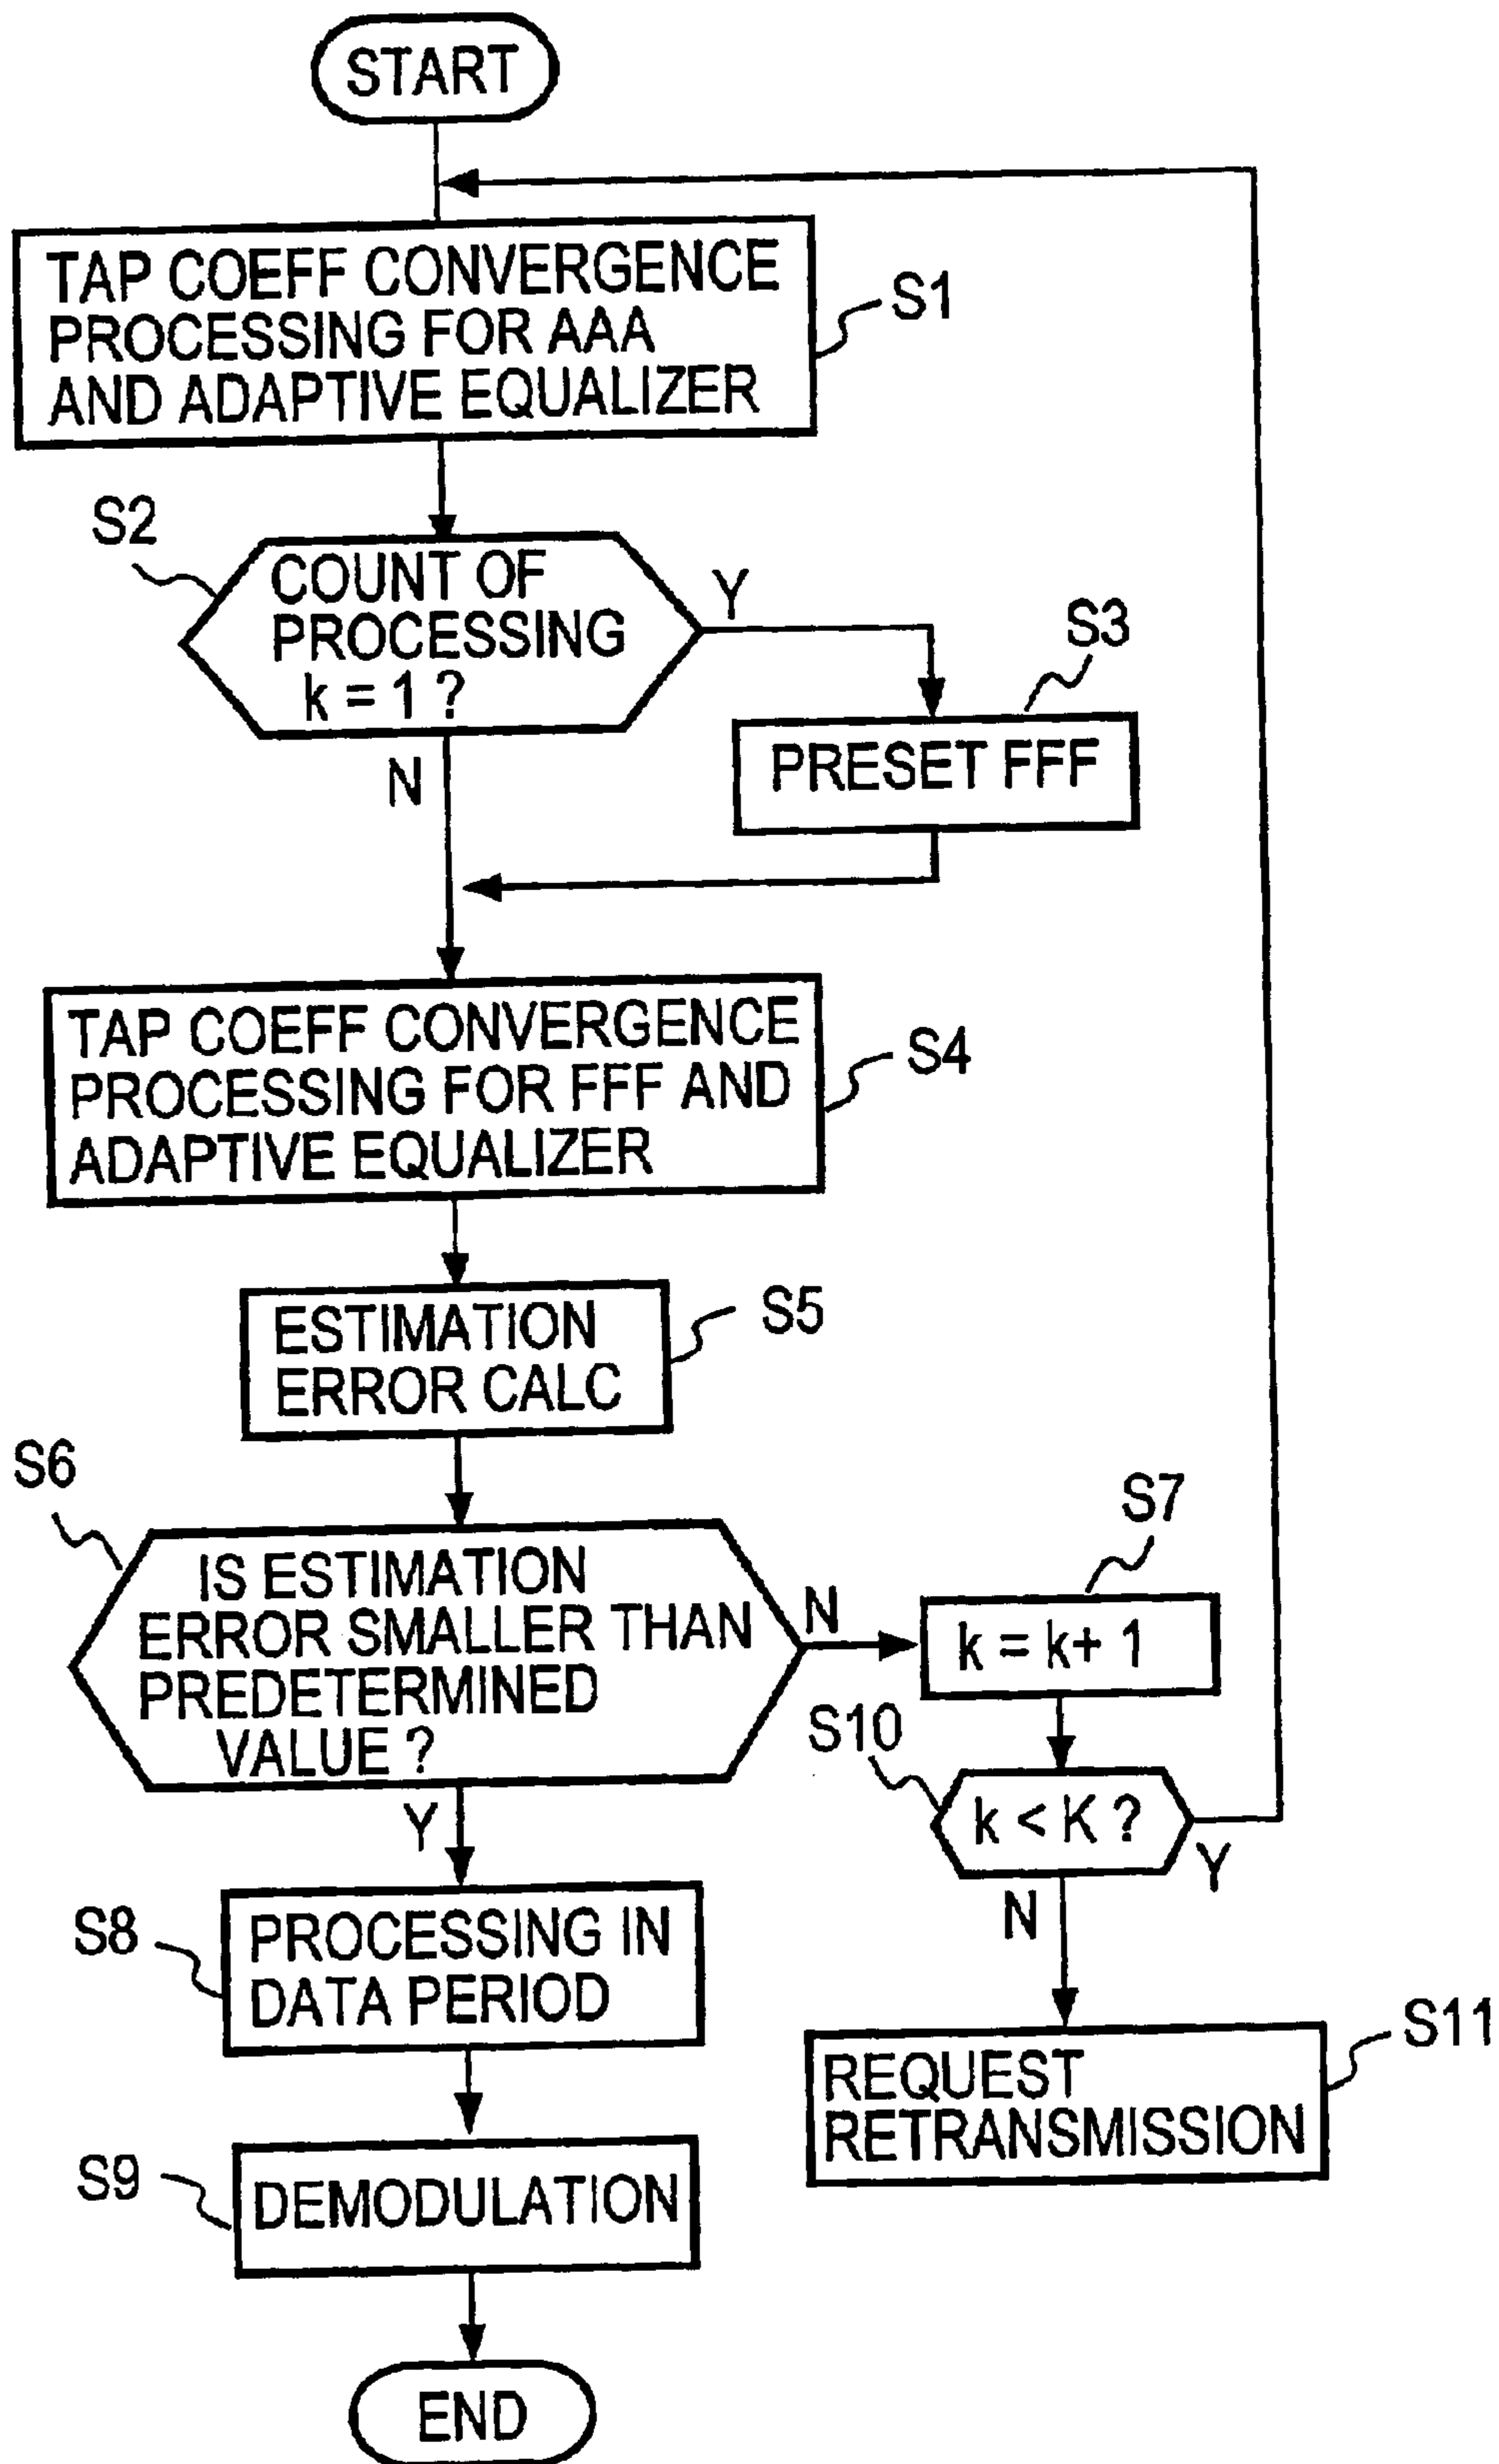 START
TAP COEFF CONVERGENCE
PROCESSING FOR AAA
AND ADAPTIVE EQUALIZER
S1
S2
COUNT OF
PROCESSING
k = 1 ?
Y
N
S3
PRESET FFF
TAP COEFF CONVERGENCE
PROCESSING FOR FFF AND
ADAPTIVE EQUALIZER
S4
ESTIMATION
ERROR CALC
S5
S6
IS ESTIMATION
ERROR SMALLER THAN
PREDETERMINED
VALUE ?
N
Y
S7
k = k+ 1
S10
k < K ?
Y
N
S8
PROCESSING IN
DATA PERIOD
S11
REQUEST
RETRANSMISSION
S9
DEMODULATION
END